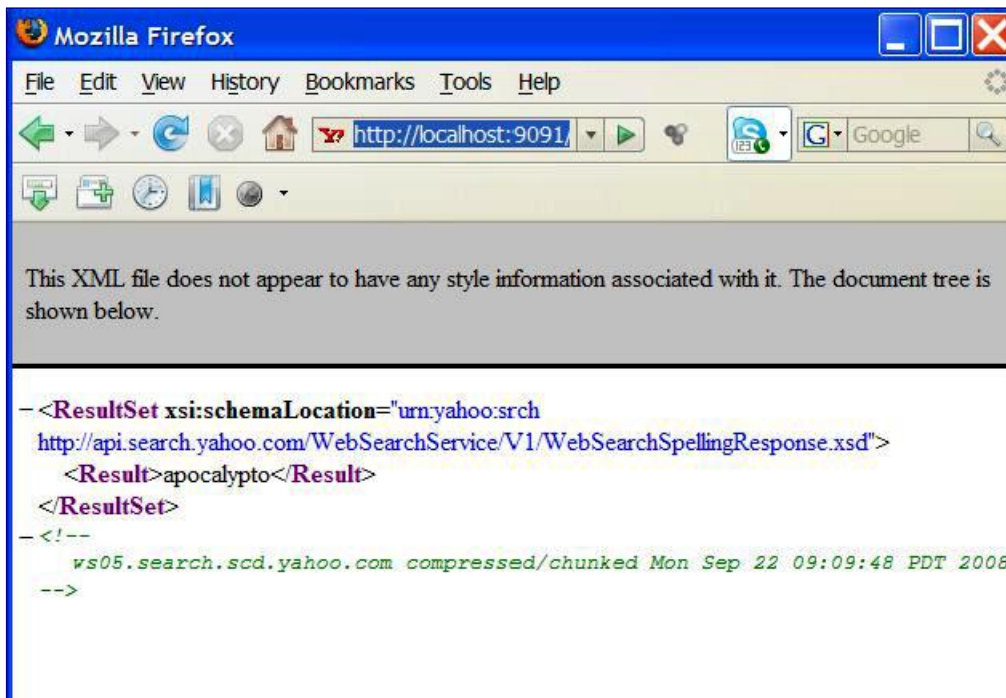 Mozilla Firefox
File Edit View History Bookmarks Tools Help
http://localhost:9091/
G Google
123
This XML file does not appear to have any style information associated with it. The document tree is
shown below.
– <ResultSet xsi:schemaLocation="urn:yahoo:srch
http://api.search.yahoo.com/WebSearchService/V1/WebSearchSpellingResponse.xsd">
<Result>apocalypto</Result>
</ResultSet>
– <!--
ws05.search.scd.yahoo.com compressed/chunked Mon Sep 22 09:09:48 PDT 2008
-->